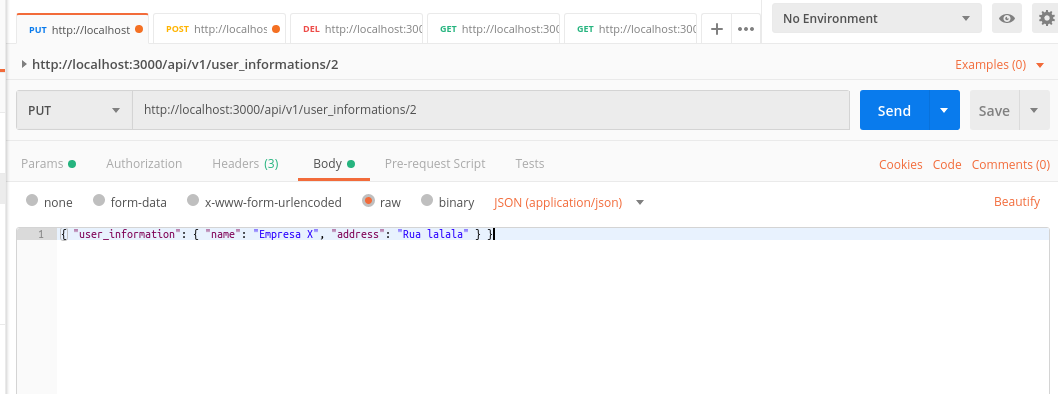 PUT http://localhost POST http://localhos DEL http://localhost:300 GET http://localhost:300 GET http://localhost:300 + ••• No Environment
http://localhost:3000/api/v1/user_informations/2 Examples (0)
PUT http://localhost:3000/api/v1/user_informations/2 Send Save
Params Authorization Headers (3) Body Pre-request Script Tests Cookies Code Comments (0)
none form-data x-www-form-urlencoded raw binary JSON (application/json) Beautify
1 { "user_information": { "name": "Empresa X", "address": "Rua lalala" } }